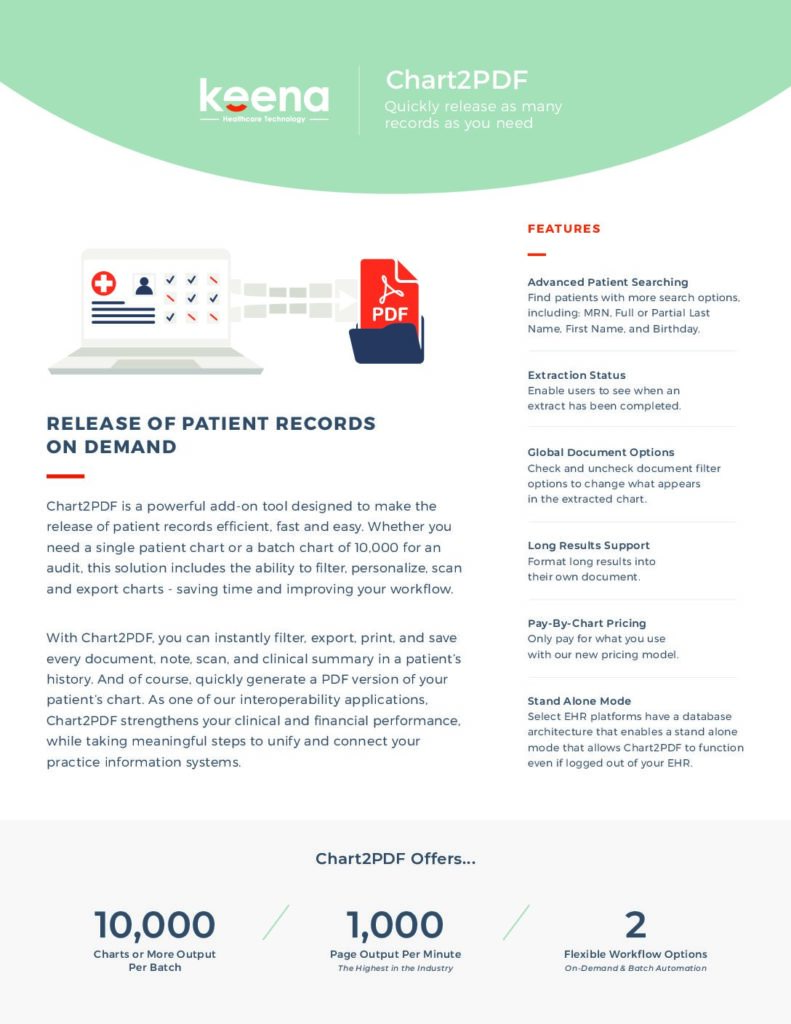 keena
Healthcare Technology
Chart2PDF
Quickly release as many
records as you need
PDF
RELEASE OF PATIENT RECORDS
ON DEMAND
Chart2PDF is a powerful add-on tool designed to make the
release of patient records efficient, fast and easy. Whether you
need a single patient chart or a batch chart of 10,000 for an
audit, this solution includes the ability to filter, personalize, scan
and export charts - saving time and improving your workflow.
With Chart2PDF, you can instantly filter, export, print, and save
every document, note, scan, and clinical summary in a patient's
history. And of course, quickly generate a PDF version of your
patient's chart. As one of our interoperability applications,
Chart2PDF strengthens your clinical and financial performance,
while taking meaningful steps to unify and connect your
practice information systems.
FEATURES
Advanced Patient Searching
Find patients with more search options,
including: MRN, Full or Partial Last
Name, First Name, and Birthday.
Extraction Status
Enable users to see when an
extract has been completed.
Global Document Options
Check and uncheck document filter
options to change what appears
in the extracted chart.
Long Results Support
Format long results into
their own document.
Pay-By-Chart Pricing
Only pay for what you use
with our new pricing model.
Stand Alone Mode
Select EHR platforms have a database
architecture that enables a stand alone
mode that allows Chart2PDF to function
even if logged out of your EHR.
Chart2PDF Offers...
10,000
Charts or More Output
Per Batch
1,000
Page Output Per Minute
The Highest in the Industry
2
Flexible Workflow Options
On-Demand & Batch Automation